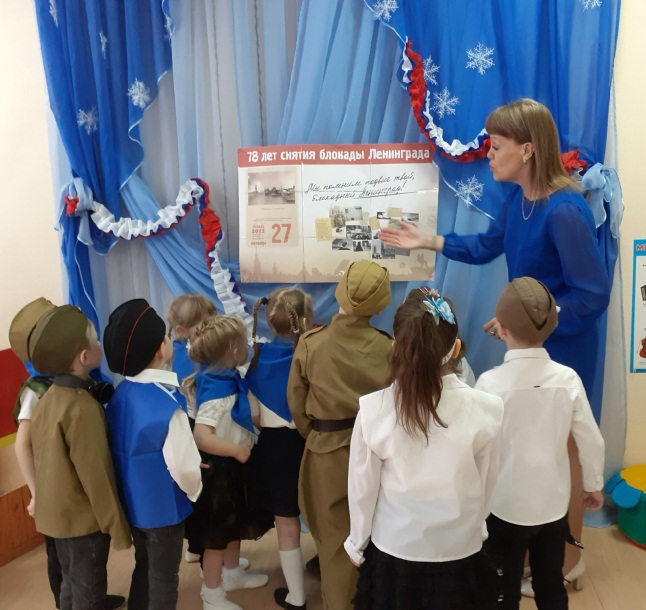 78 лет снятия блокады Ленинграда
Мы помним подвиг твой,
блокадный Ленинград!
27